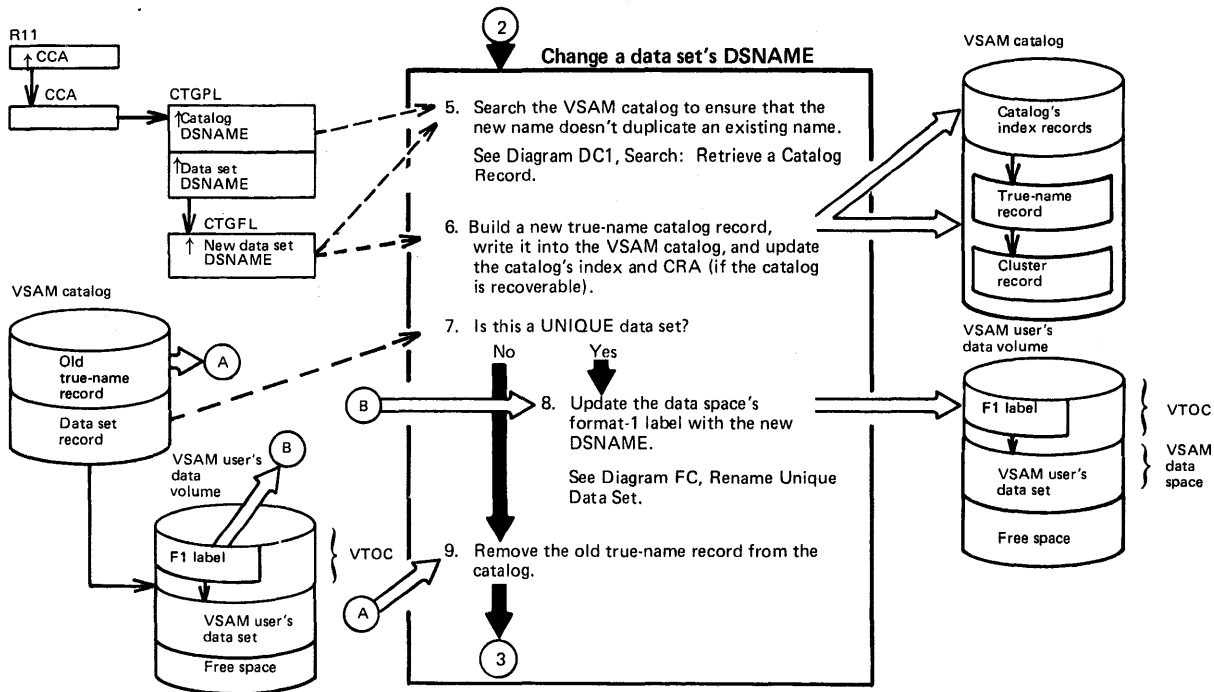 R11
↑ CCA
CCA
CTGPL
↑Catalog
DSNAME
↑Data set
DSNAME
CTGFL
↑ New data set
DSNAME
VSAM catalog
Old
true-name
record
A
Data set
record
VSAM user's
data
volume
B
F1 label
VTOC
VSAM user's
data set
Free space
2
Change a data set's DSNAME
5. Search the VSAM catalog to ensure that the
new name doesn't duplicate an existing name.
See Diagram DC1, Search: Retrieve a Catalog
Record.
6. Build a new true-name catalog record,
write it into the VSAM catalog, and update
the catalog's index and CRA (if the catalog
is recoverable).
7. Is this a UNIQUE data set?
No
Yes
B
8. Update the data space's
format-1 label with the new
DSNAME.
See Diagram FC, Rename Unique
Data Set.
9. Remove the old true-name record from the
catalog.
A
3
VSAM catalog
Catalog's
index records
True-name
record
Cluster
record
VSAM user's
data volume
F1 label
VTOC
VSAM
data
space
VSAM user's
data set
Free space